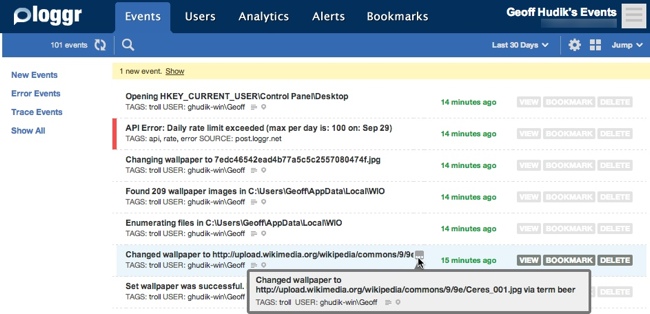 loggr
Events
Users
Analytics
Alerts
Bookmarks
Geoff Hudik's Events
101 events
Last 30 Days
Jump
New Events
Error Events
Trace Events
Show All
1 new event. Show
Opening HKEY_CURRENT_USER\Control Panel\Desktop
TAGS: troll USER: ghudik-win\Geoff
14 minutes ago
VIEW BOOKMARK DELETE
API Error: Daily rate limit exceeded (max per day is: 100 on: Sep 29)
TAGS: api, rate, error SOURCE: post.loggr.net
14 minutes ago
VIEW BOOKMARK DELETE
Changing wallpaper to 7edc46542ead4b77a5c5c2557080474f.jpg
TAGS: troll USER: ghudik-win\Geoff
14 minutes ago
VIEW BOOKMARK DELETE
Found 209 wallpaper images in C:\Users\Geoff\AppData\Local\WIO
TAGS: troll USER: ghudik-win\Geoff
14 minutes ago
VIEW BOOKMARK DELETE
Enumerating files in C:\Users\Geoff\AppData\Local\WIO
TAGS: troll USER: ghudik-win\Geoff
14 minutes ago
VIEW BOOKMARK DELETE
Changed wallpaper to http://upload.wikimedia.org/wikipedia/commons/9/9e
TAGS: troll USER: ghudik-win\Geoff
15 minutes ago
VIEW BOOKMARK DELETE
Set wallpaper was successful.
TAGS: troll USER: ghudik-win\Geoff
BOOKMARK DELETE
Changed wallpaper to
http://upload.wikimedia.org/wikipedia/commons/9/9e/Ceres_001.jpg via term beer
TAGS: troll USER: ghudik-win\Geoff